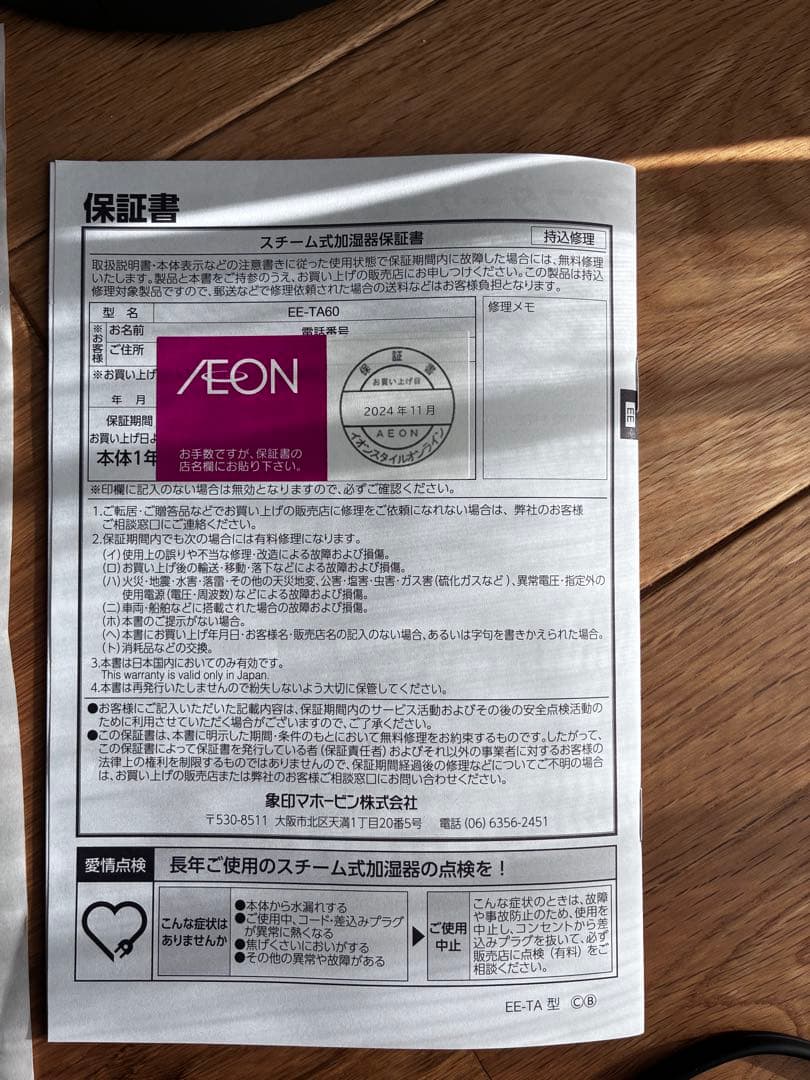 保証書
スチーム式加湿器保証書
持込修理
取扱説明書・本体表示などの注意書きに従った使用状態で保証期間内に故障した場合には、無料修理
いたします。製品と本書をご持参のうえ、お買い上げの販売店にお申しつけください。この製品は持込
修理対象製品ですので、郵送などで修理依頼された場合の送料などはお客様負担となります。
型 名
EE-TA60
修理メモ
※お客様
お名前
電話番号
ご住所
※お買い上げ
年 月
保証期間
お買い上げ日よ
本体1年
AEON
お手数ですが、保証書の
店名欄にお貼り下さい。
保証書
お買い上げ日
2024年11月
AEON
イオンスタイルオンライン
EE
※印欄に記入のない場合は無効となりますので、必ずご確認ください。
1.ご転居・ご贈答品などでお買い上げの販売店に修理をご依頼になれない場合は、弊社のお客様
ご相談窓口にご連絡ください。
2.保証期間内でも次の場合には有料修理になります。
(イ)使用上の誤りや不当な修理・改造による故障および損傷。
(ロ)お買い上げ後の輸送・移動・落下などによる故障および損傷。
(ハ)火災・地震・水害・落雷・その他の天災地変、公害・塩害・虫害・ガス害(硫化ガスなど)、異常電圧・指定外の
使用電源(電圧・周波数)などによる故障および損傷。
(ニ)車両・船舶などに搭載された場合の故障および損傷。
(ホ)本書のご提示がない場合。
(ヘ)本書にお買い上げ年月日・お客様名・販売店名の記入のない場合、あるいは字句を書きかえられた場合。
(ト)消耗品などの交換。
3.本書は日本国内においてのみ有効です。
This warranty is valid only in Japan.
4.本書は再発行いたしませんので紛失しないよう大切に保管してください。
●お客様にご記入いただいた記載内容は、保証期間内のサービス活動およびその後の安全点検活動の
ために利用させていただく場合がございますので、ご了承ください。
●この保証書は、本書に明示した期間・条件のもとにおいて無料修理をお約束するものです。したがって、
この保証書によって保証書を発行している者(保証責任者)およびそれ以外の事業者に対するお客様の
法律上の権利を制限するものではありませんので、保証期間経過後の修理などについてご不明の場合
は、お買い上げの販売店または弊社のお客様ご相談窓口にお問い合わせください。
象印マホービン株式会社
〒530-8511 大阪市北区天満1丁目20番5号 電話(06)6356-2451
愛情点検
長年ご使用のスチーム式加湿器の点検を!
こんな症状は
ありませんか
●本体から水漏れする
●ご使用中、コード・差込みプラグ
が異常に熱くなる
●焦げくさいにおいがする
●その他の異常や故障がある
ご使用
中止
こんな症状のときは、故障
や事故防止のため、使用を
中止し、コンセントから差
込みプラグを抜いて、必ず
販売店に点検(有料)をご
相談ください。
EE-TA 型 ⒸⒷ